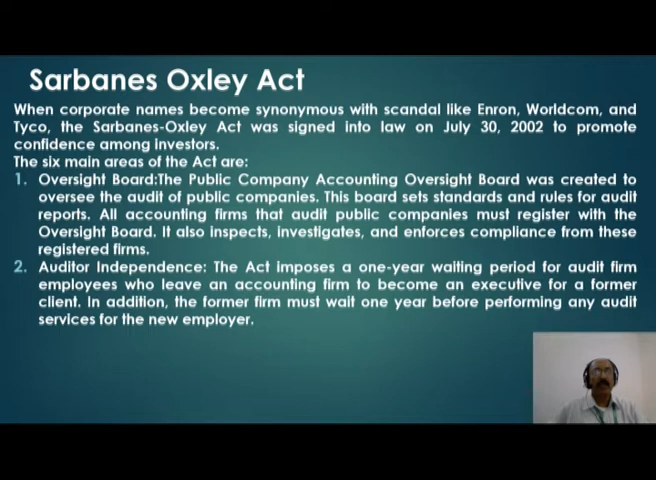 Sarbanes Oxley Act
When corporate names become synonymous with scandal like Enron, Worldcom, and
Tyco, the Sarbanes-Oxley Act was signed into law on July 30, 2002 to promote
confidence among investors.
The six main areas of the Act are:
1. Oversight Board:The Public Company Accounting Oversight Board was created to
oversee the audit of public companies. This board sets standards and rules for audit
reports. All accounting firms that audit public companies must register with the
Oversight Board. It also inspects, investigates, and enforces compliance from these
registered firms.
2. Auditor Independence: The Act imposes a one-year waiting period for audit firm
employees who leave an accounting firm to become an executive for a former
client. In addition, the former firm must wait one year before performing any audit
services for the new employer.